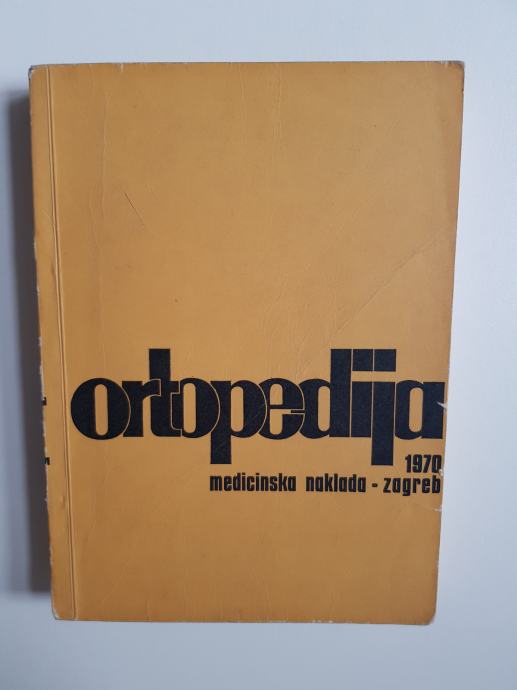 ortopedija
1970
medicinska naklada - zagreb